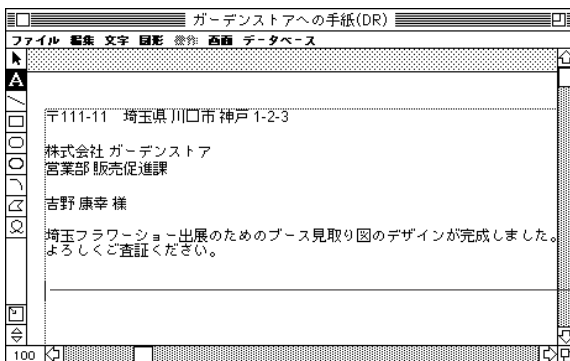 ガーデンストアへの手紙(DR)
ファイル 編集 文字 図形 操作 画面 データベース
A
〒111-11 埼玉県 川口市 神戸 1-2-3
株式会社 ガーデンストア
営業部 販売促進課
吉野 康幸 様
埼玉フラワーショー出展のためのブース見取り図のデザインが完成しました。
よろしくご査証ください。
100